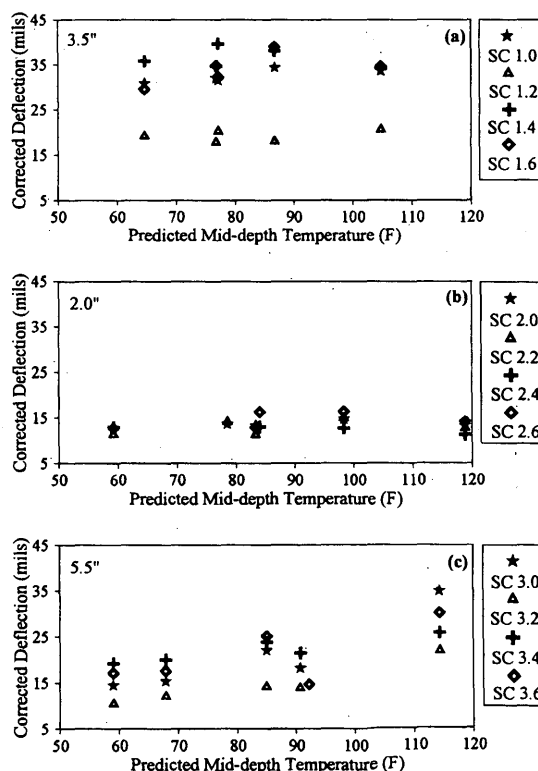 3.5"
(a)
45
35
25
15
5
Corrected Deflection (mils)
50 60 70 80 90 100 110 120
Predicted Mid-depth Temperature (F)
SC 1.0
SC 1.2
SC 1.4
SC 1.6
2.0"
(b)
45
35
25
15
5
Corrected Deflection (mils)
50 60 70 80 90 100 110 120
Predicted Mid-depth Temperature (F)
SC 2.0
SC 2.2
SC 2.4
SC 2.6
5.5"
(c)
45
35
25
15
5
Corrected Deflection (mils)
50 60 70 80 90 100 110 120
Predicted Mid-depth Temperature (F)
SC 3.0
SC 3.2
SC 3.4
SC 3.6